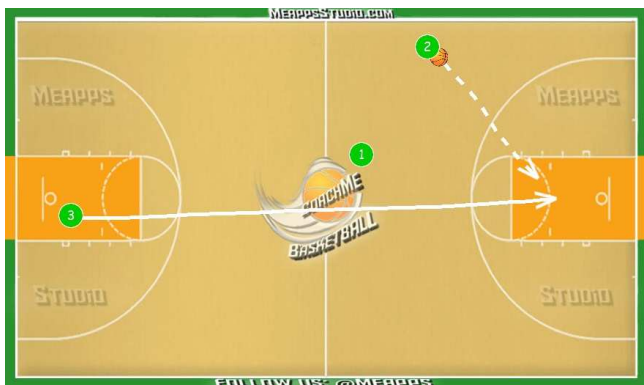 MEAPPSSTUDIO.COM
2
MEAPPS
MEAPPS
1
COACHME
BASKETBALL
3
STUDIO
STUDIO
FOLLOW US: @MEAPPS